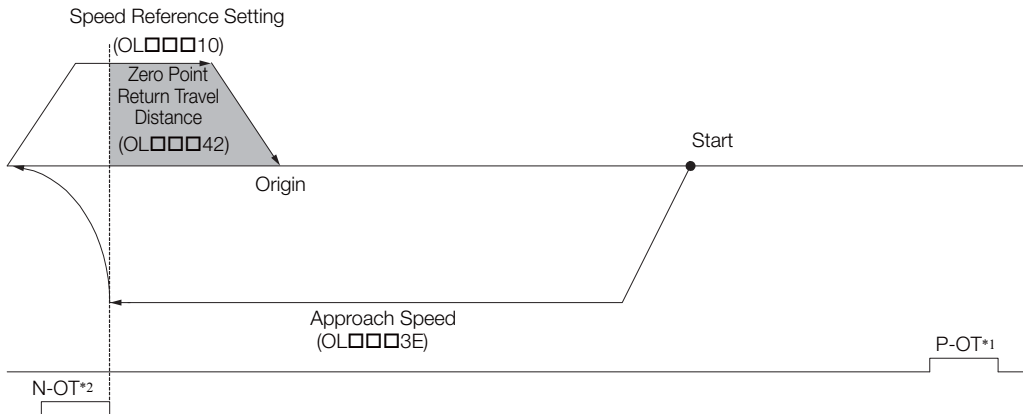 Speed Reference Setting
(OL□□□10)
Zero Point
Return Travel
Distance
(OL□□□42)
Start
Origin
Approach Speed
(OL□□□3E)
P-OT*1
N-OT*2